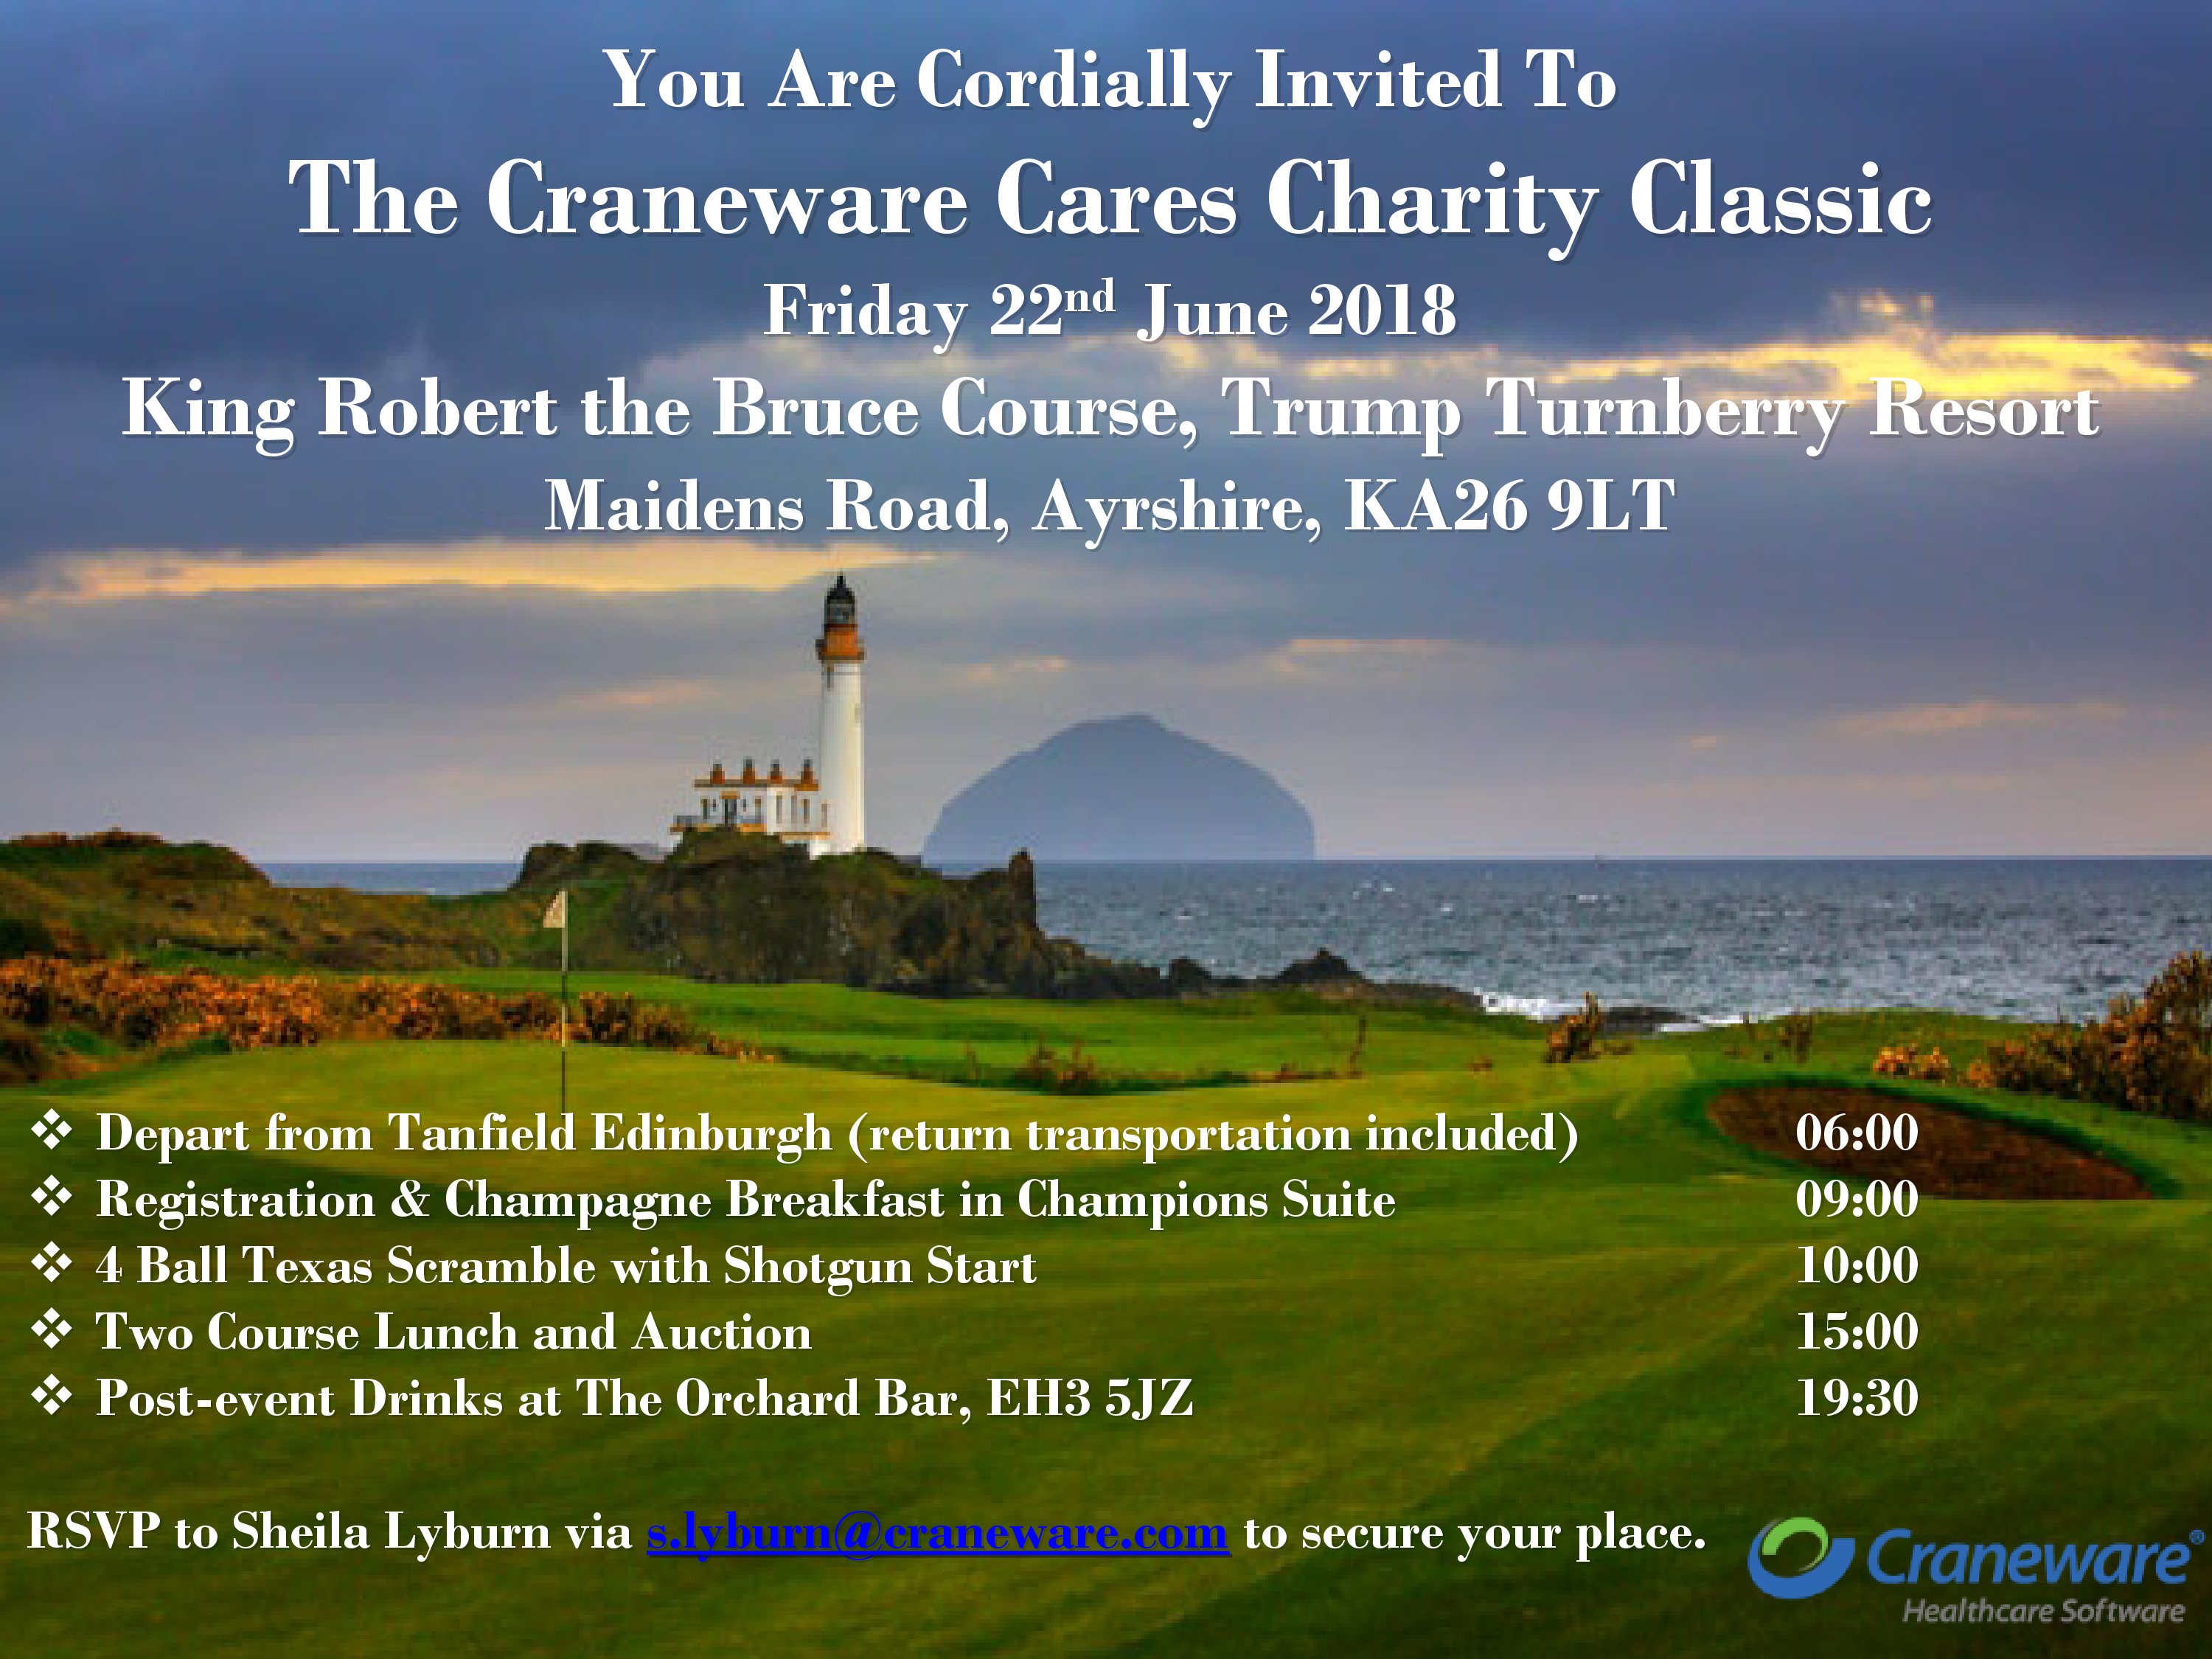 You Are Cordially Invited To
The Craneware Cares Charity Classic
Friday 22nd June 2018
King Robert the Bruce Course, Trump Turnberry Resort
Maidens Road, Ayrshire, KA26 9LT
❖ Depart from Tanfield Edinburgh (return transportation included) 06:00
❖ Registration & Champagne Breakfast in Champions Suite 09:00
❖ 4 Ball Texas Scramble with Shotgun Start 10:00
❖ Two Course Lunch and Auction 15:00
❖ Post-event Drinks at The Orchard Bar, EH3 5JZ 19:30
RSVP to Sheila Lyburn via s.lyburn@craneware.com to secure your place.
Craneware®
Healthcare Software